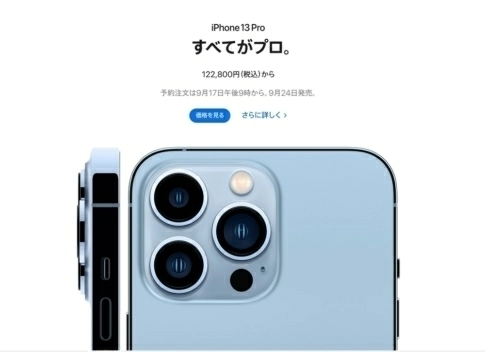 iPhone 13 Pro
すべてがプロ。
122,800円（税込）から
予約注文は9月17日午後9時から。9月24日発売。
価格を見る
さらに詳しく >